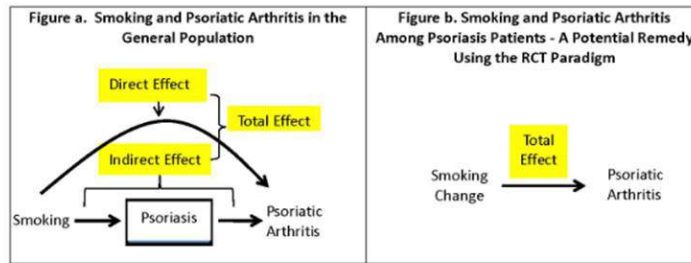 Figure a.  Smoking and Psoriatic Arthritis in the
General Population
Direct Effect
Total Effect
Indirect Effect
Smoking
Psoriasis
Psoriatic
Arthritis
Figure b. Smoking and Psoriatic Arthritis
Among Psoriasis Patients - A Potential Remedy
Using the RCT Paradigm
Total
Effect
Smoking
Change
Psoriatic
Arthritis